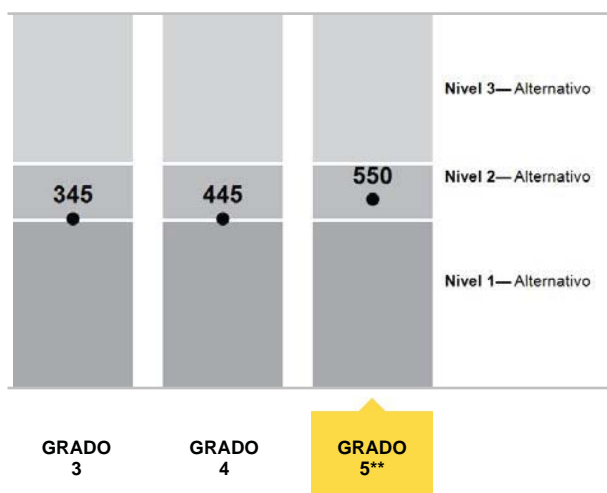 Nivel 3— Alternativo
Nivel 2— Alternativo
345
445
550
Nivel 1— Alternativo
GRADO
3
GRADO
4
GRADO
5**